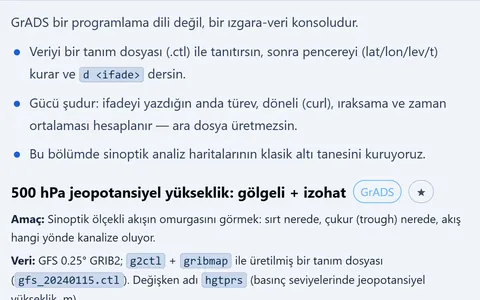 GrADS bir programlama dili değil, bir ızgara-veri konsoludur.
Veriyi bir tanım dosyası (.ctl) ile tanıtırsın, sonra pencereyi (lat/lon/lev/t)
kurar ve d <ifade> dersin.
Gücü şudur: ifadeyi yazdığın anda türev, döneli (curl), ıraksama ve zaman
ortalaması hesaplanır — ara dosya üretmezsin.
Bu bölümde sinoptik analiz haritalarının klasik altı tanesini kuruyoruz.
500 hPa jeopotansiyel yükseklik: gölgeli + izohat GrADS ★
Amaç: Sinoptik ölçekli akışın omurgasını görmek: sırt nerede, çukur (trough) nerede, akış
hangi yönde kanalize oluyor.
Veri: GFS 0.25° GRIB2; g2ctl + gribmap ile üretilmiş bir tanım dosyası
(gfs_20240115.ctl). Değişken adı hgtprs (basınç seviyelerinde jeopotansiyel
yükseklik, m)